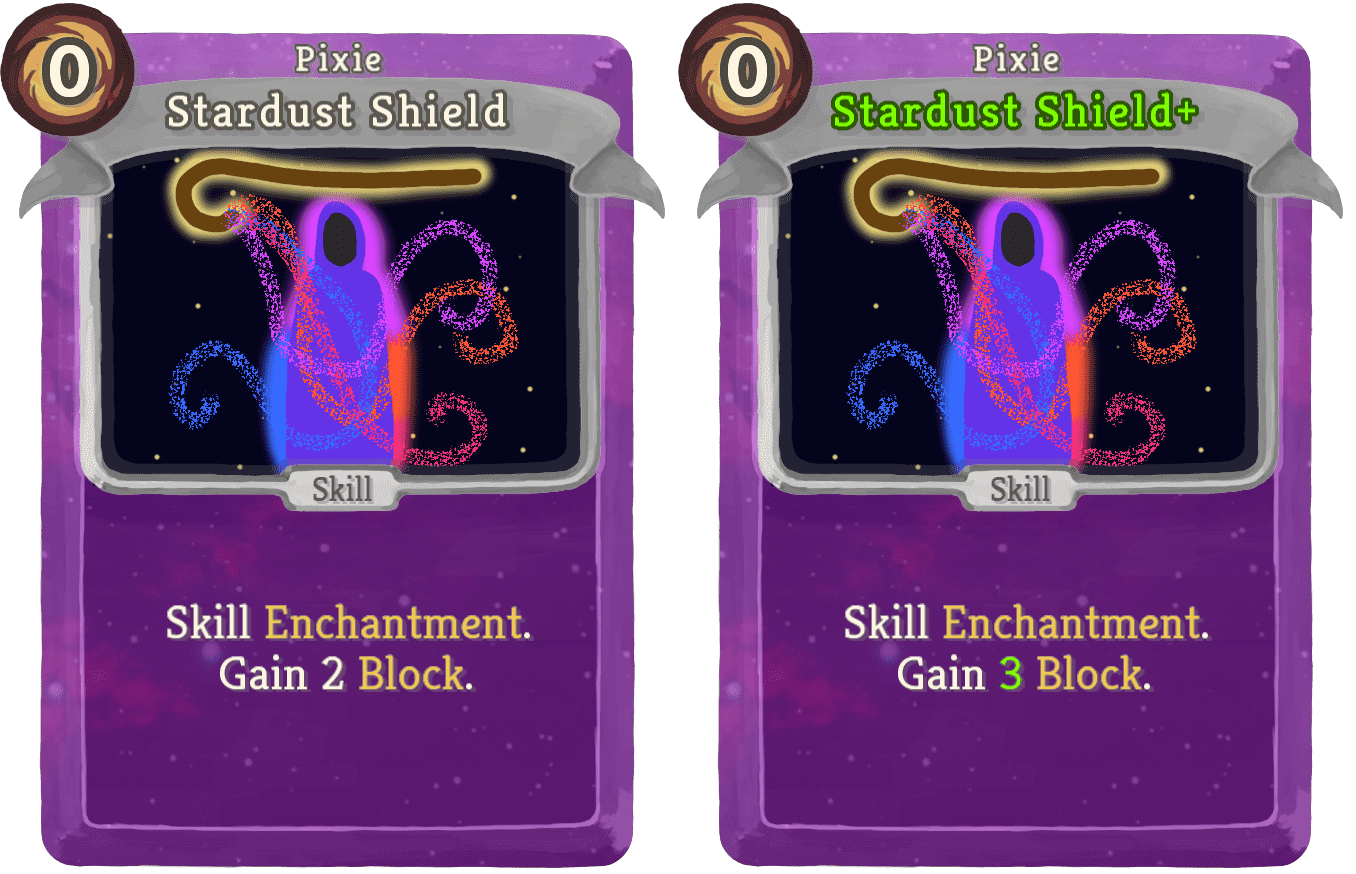 0
Pixie
Stardust Shield
Skill
Skill Enchantment.
Gain 2 Block.
0
Pixie
Stardust Shield+
Skill
Skill Enchantment.
Gain 3 Block.